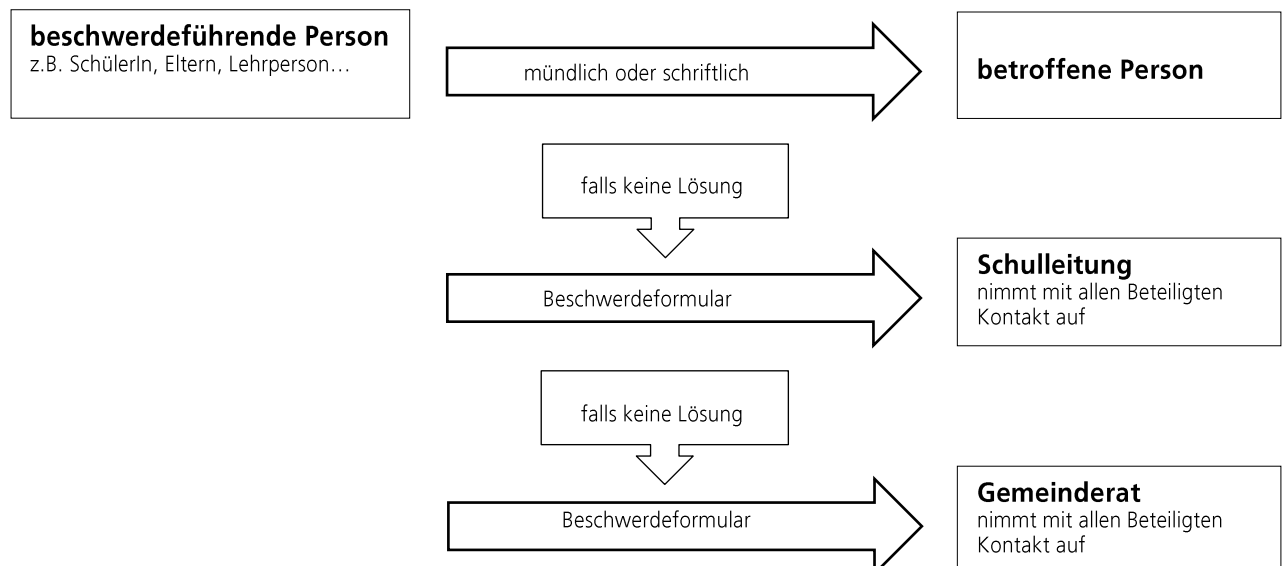 beschwerdeführende Person
z.B. SchülerIn, Eltern, Lehrperson…
mündlich oder schriftlich
betroffene Person
falls keine Lösung
Beschwerdeformular
Schulleitung
nimmt mit allen Beteiligten
Kontakt auf
falls keine Lösung
Beschwerdeformular
Gemeinderat
nimmt mit allen Beteiligten
Kontakt auf